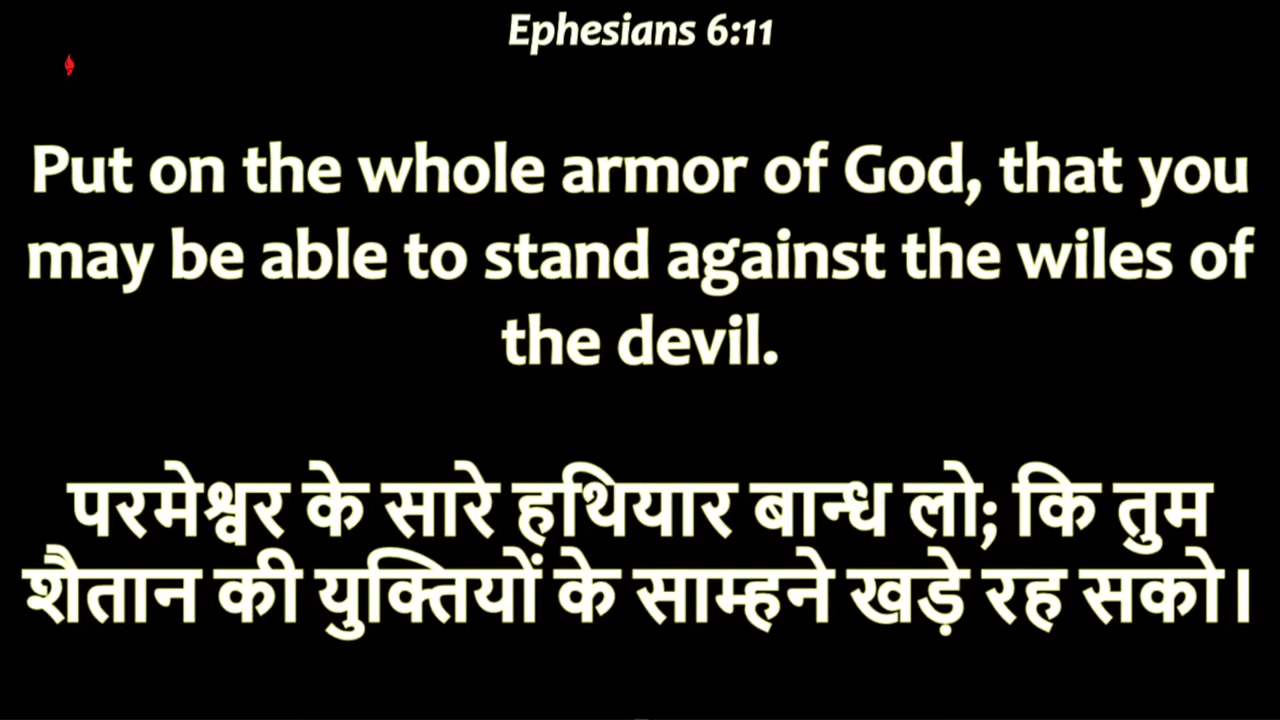 Ephesians 6:11
Put on the whole armor of God, that you
may be able to stand against the wiles of
the devil.
परमेश्वर के सारे हथियार बान्ध लो; कि तुम
शैतान की युक्तियों के साम्हने खड़े रह सको।